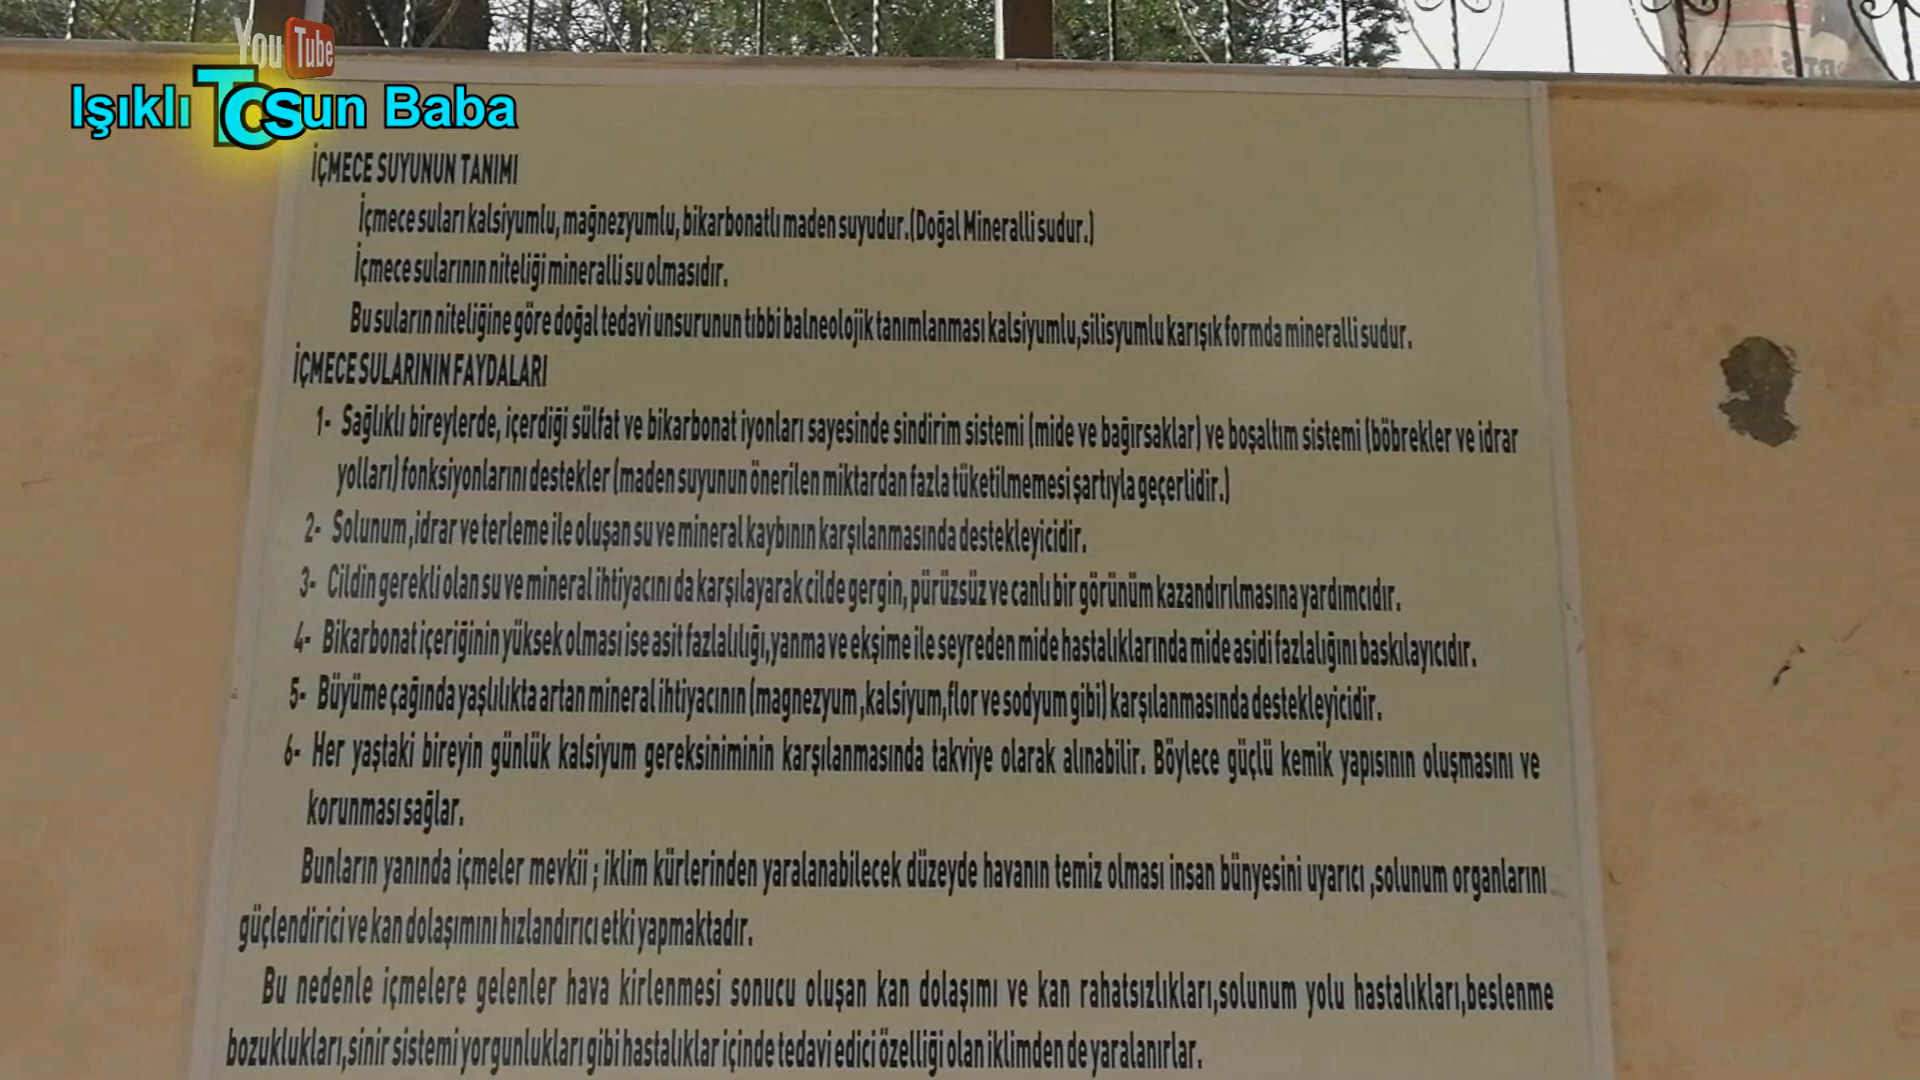 You Tube
Işıklı Tosun Baba
İÇMECE SUYUNUN TANIMI
İçmece suları kalsiyumlu, mağnezyumlu, bikarbonatlı maden suyudur.(Doğal Mineralli sudur.)
İçmece sularının niteliği mineralli su olmasıdır.
Bu suların niteliğine göre doğal tedavi unsurunun tıbbi balneolojik tanımlanması kalsiyumlu,silisyumlu karışık formda mineralli sudur.
İÇMECE SULARININ FAYDALARI
1- Sağlıklı bireylerde, içerdiği sülfat ve bikarbonat iyonları sayesinde sindirim sistemi (mide ve bağırsaklar) ve boşaltım sistemi (böbrekler ve idrar
yolları) fonksiyonlarını destekler (maden suyunun önerilen miktardan fazla tüketilmemesi şartıyla geçerlidir.)
2- Solunum ,idrar ve terleme ile oluşan su ve mineral kaybının karşılanmasında destekleyicidir.
3- Cildin gerekli olan su ve mineral ihtiyacını da karşılayarak cilde gergin, pürüzsüz ve canlı bir görünüm kazandırılmasına yardımcıdır.
4- Bikarbonat içeriğinin yüksek olması ise asit fazlalılığı,yanma ve ekşime ile seyreden mide hastalıklarında mide asidi fazlalığını baskılayıcıdır.
5- Büyüme çağında yaşlılıkta artan mineral ihtiyacının (magnezyum ,kalsiyum,flor ve sodyum gibi) karşılanmasında destekleyicidir.
6- Her yaştaki bireyin günlük kalsiyum gereksiniminin karşılanmasında takviye olarak alınabilir. Böylece güçlü kemik yapısının oluşmasını ve
korunması sağlar.
Bunların yanında içmeler mevkii ; iklim kürlerinden yaralanabilecek düzeyde havanın temiz olması insan bünyesini uyarıcı ,solunum organlarını
güçlendirici ve kan dolaşımını hızlandırıcı etki yapmaktadır.
Bu nedenle içmelere gelenler hava kirlenmesi sonucu oluşan kan dolaşımı ve kan rahatsızlıkları,solunum yolu hastalıkları,beslenme
bozuklukları,sinir sistemi yorgunlukları gibi hastalıklar içinde tedavi edici özelliği olan iklimden de yaralanırlar.